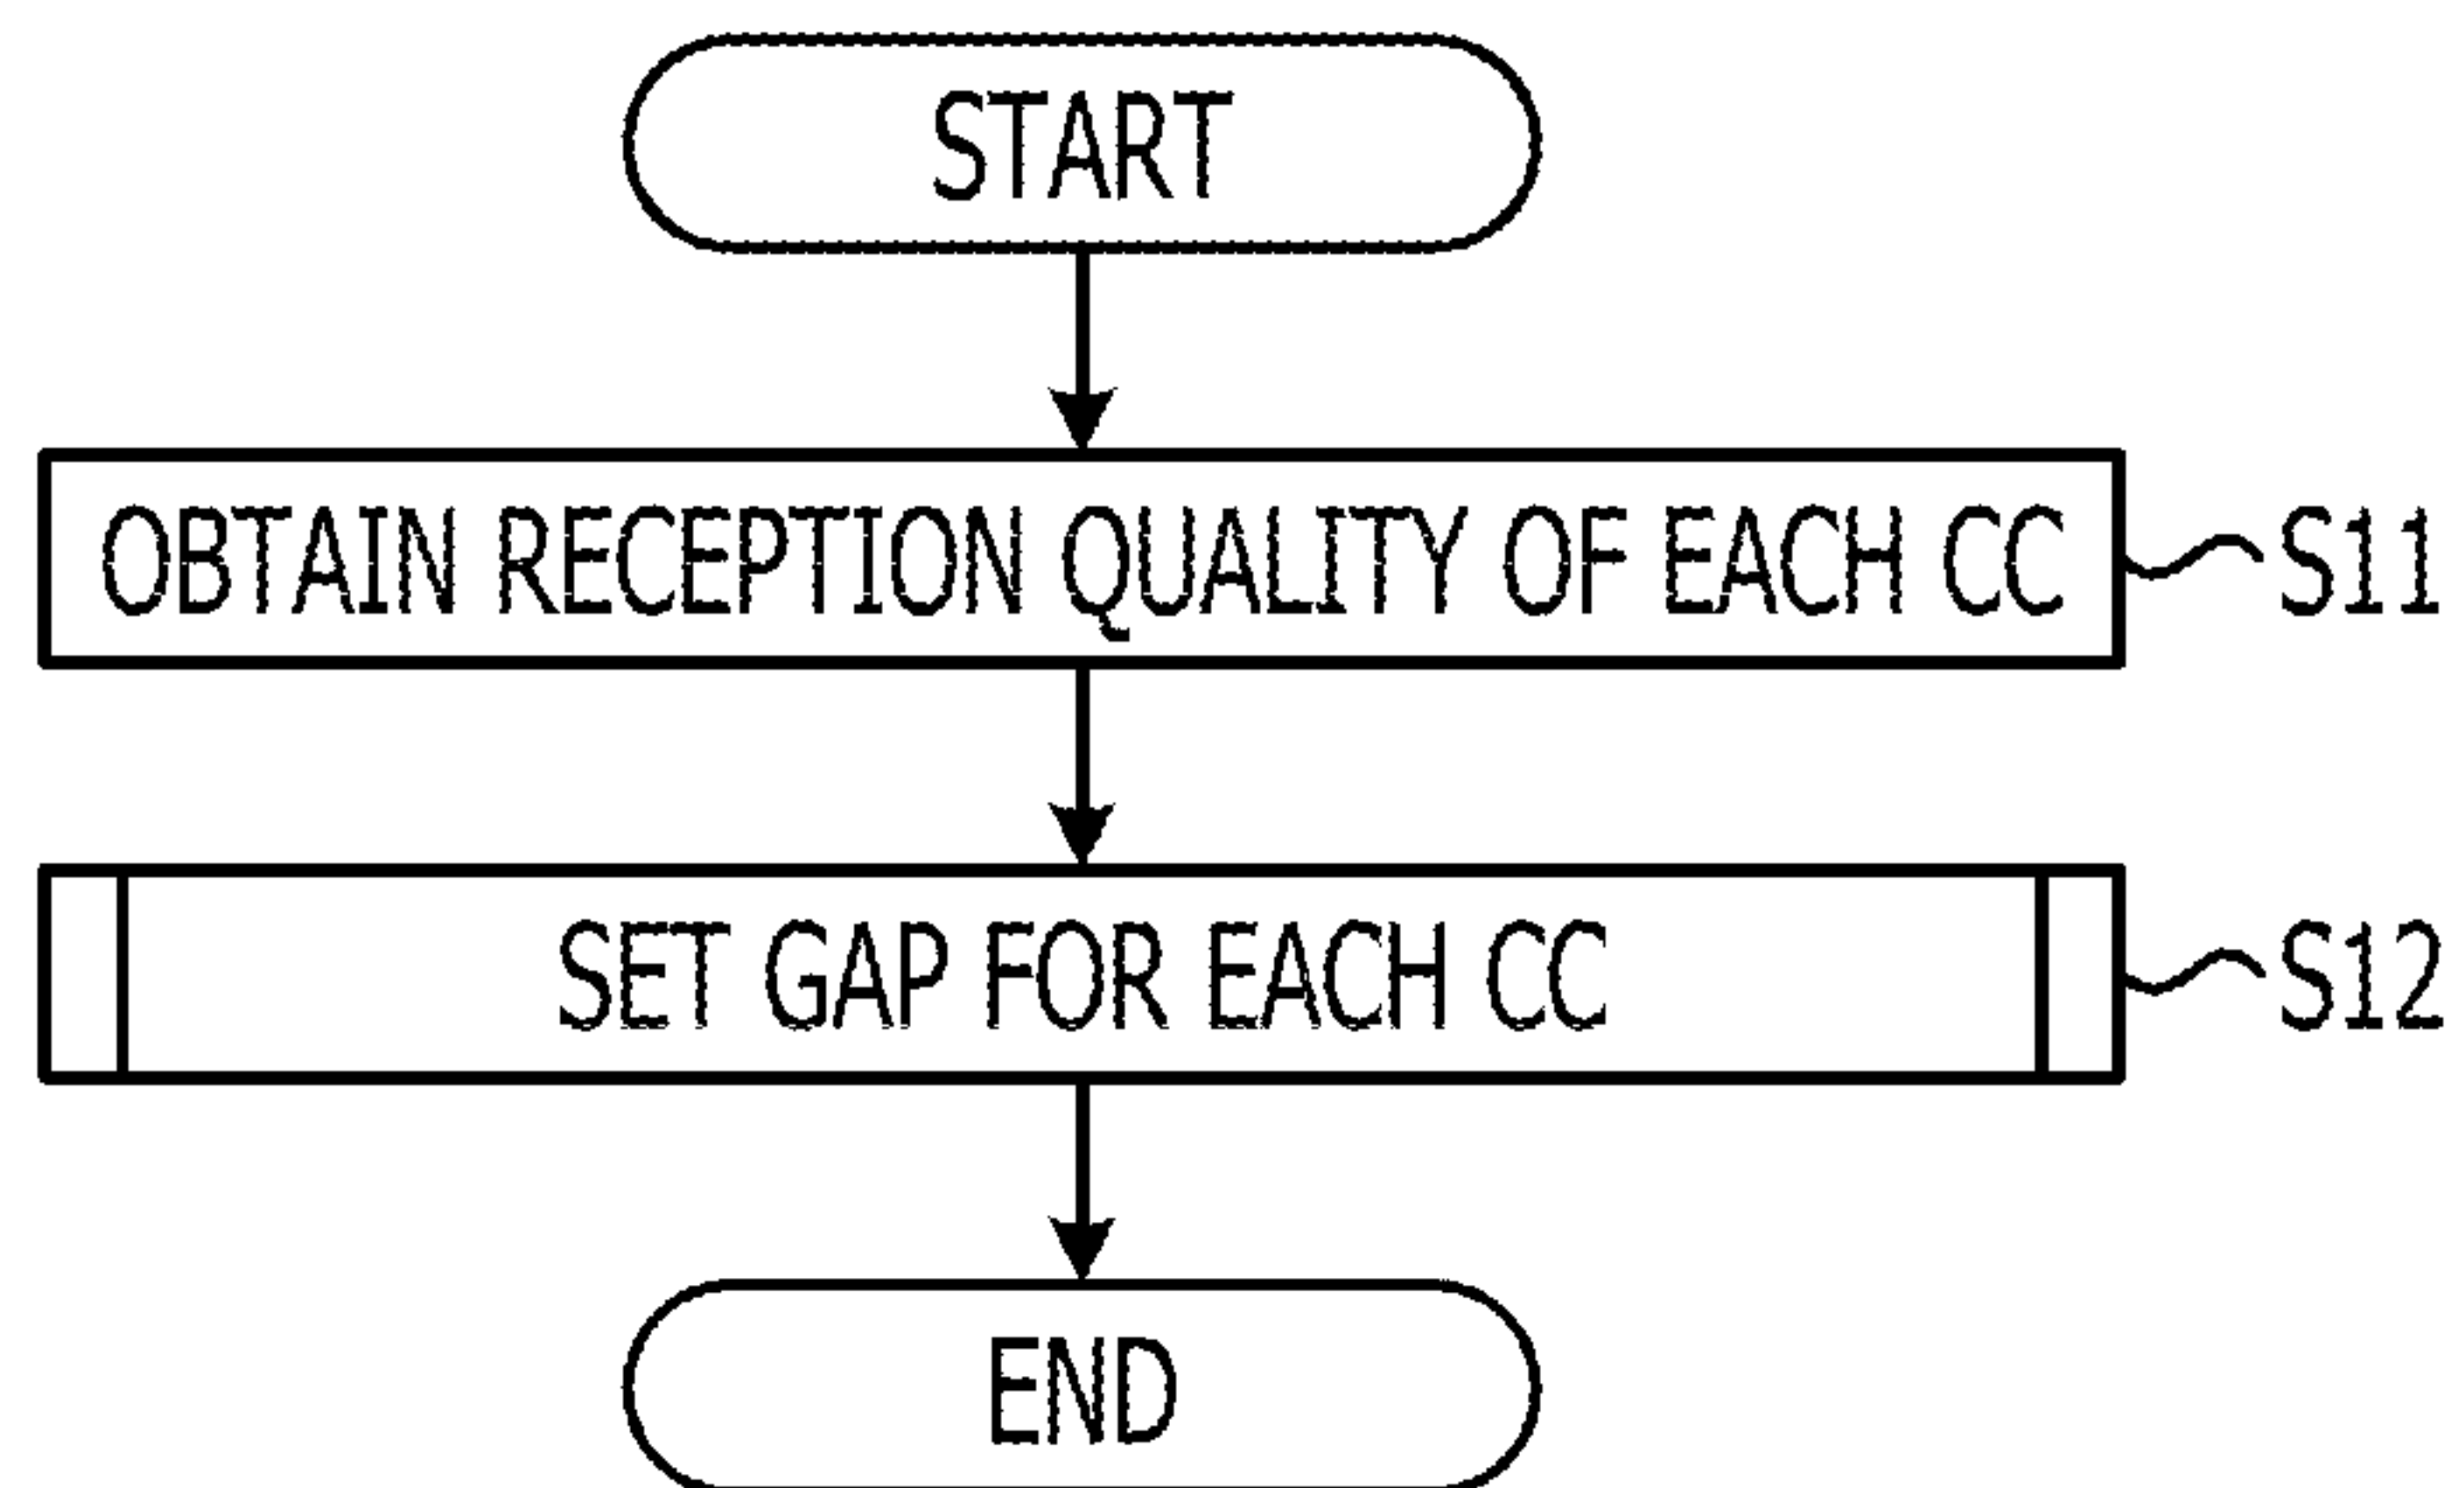 START
OBTAIN RECEPTION QUALITY OF EACH CC S11
SET GAP FOR EACH CC S12
END